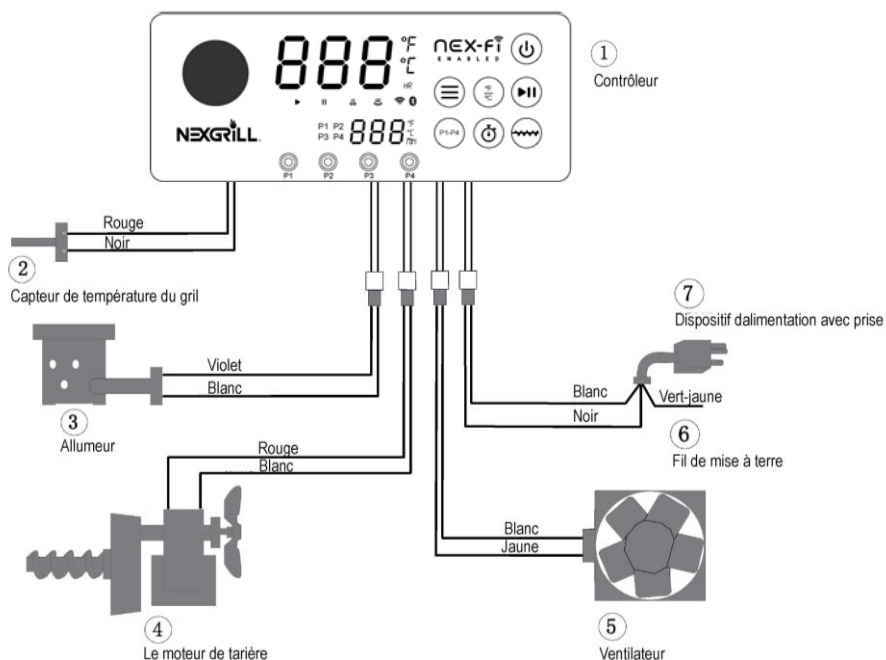 888 °F
°C
HR
nex-fi
ENABLED
°F
°C
NEXGRILL
P1 P2
P3 P4
888 °F
°C
P1-P4
P1
P2
P3
P4
1
Contrôleur
Rouge
Noir
2
Capteur de température du gril
7
Dispositif dalimentation avec prise
Violet
Blanc
3
Allumeur
Blanc
Noir
Vert-jaune
6
Fil de mise à terre
Rouge
Blanc
Blanc
Jaune
4
Le moteur de tarière
5
Ventilateur